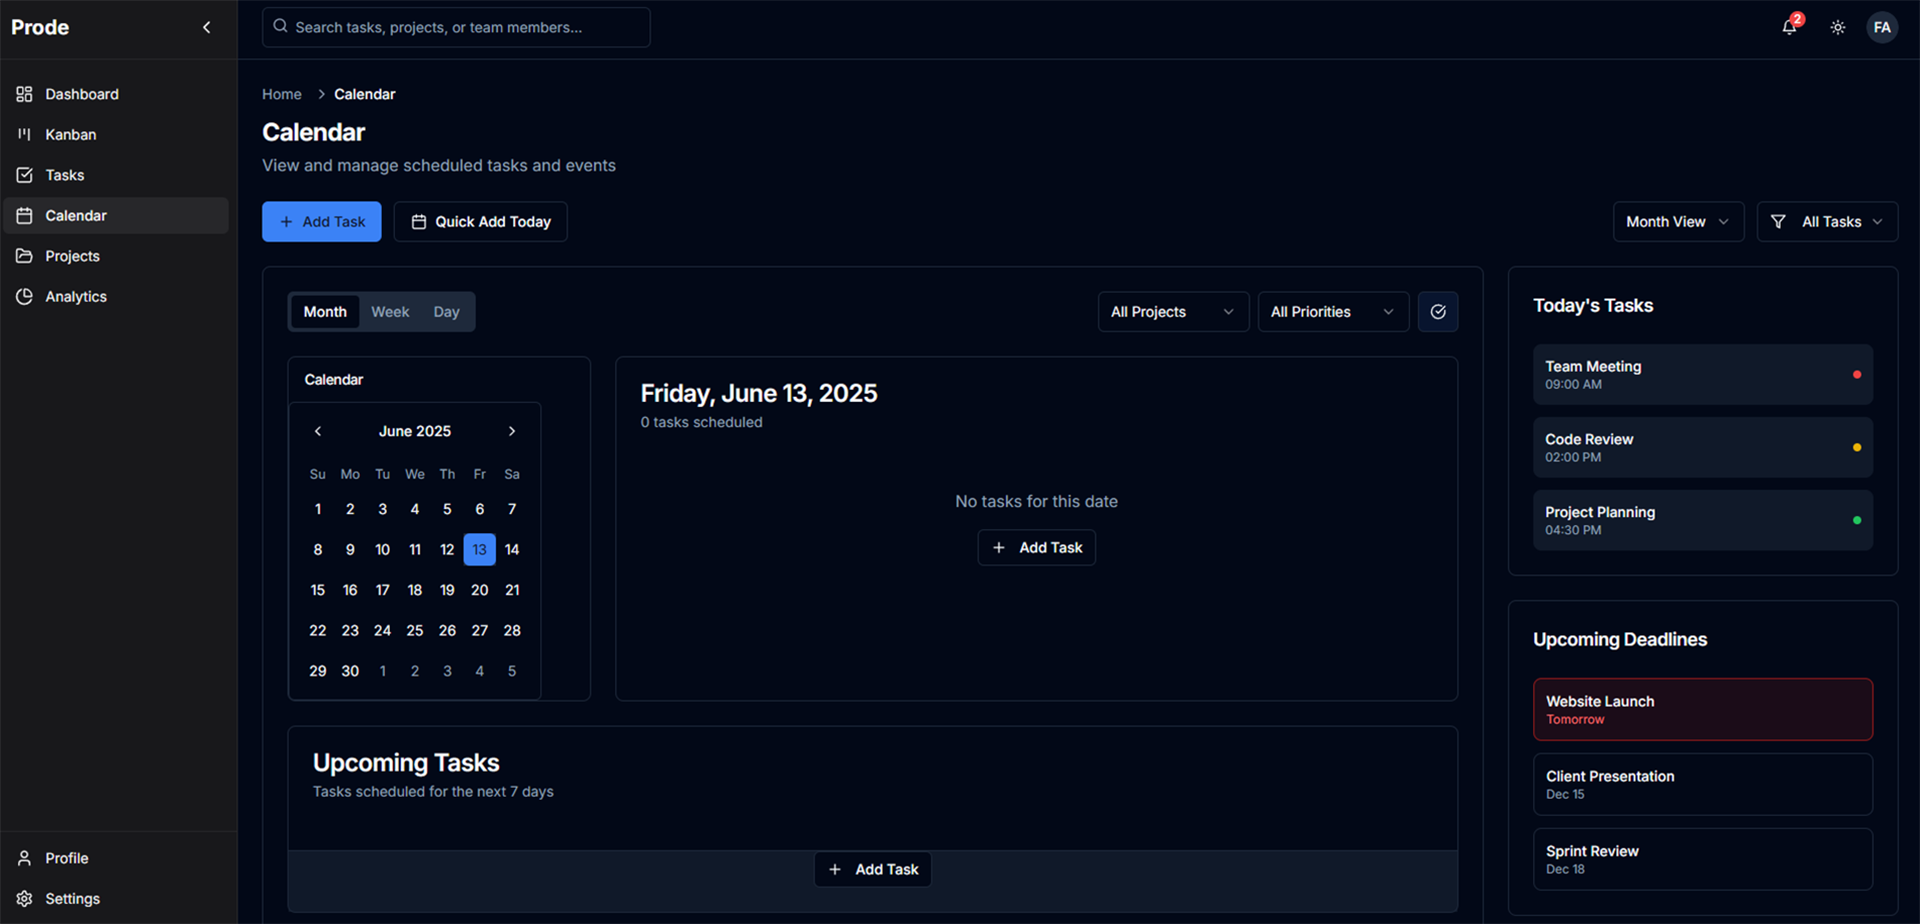 Prode
Search tasks, projects, or team members...
2
FA
Dashboard
Kanban
Tasks
Calendar
Projects
Analytics
Profile
Settings
Home > Calendar
Calendar
View and manage scheduled tasks and events
+ Add Task
Quick Add Today
Month View
All Tasks
Month Week Day
All Projects
All Priorities
Calendar
June 2025
Su Mo Tu We Th Fr Sa
1 2 3 4 5 6 7
8 9 10 11 12 13 14
15 16 17 18 19 20 21
22 23 24 25 26 27 28
29 30 1 2 3 4 5
Friday, June 13, 2025
0 tasks scheduled
No tasks for this date
+ Add Task
Upcoming Tasks
Tasks scheduled for the next 7 days
+ Add Task
Today's Tasks
Team Meeting
09:00 AM
Code Review
02:00 PM
Project Planning
04:30 PM
Upcoming Deadlines
Website Launch
Tomorrow
Client Presentation
Dec 15
Sprint Review
Dec 18